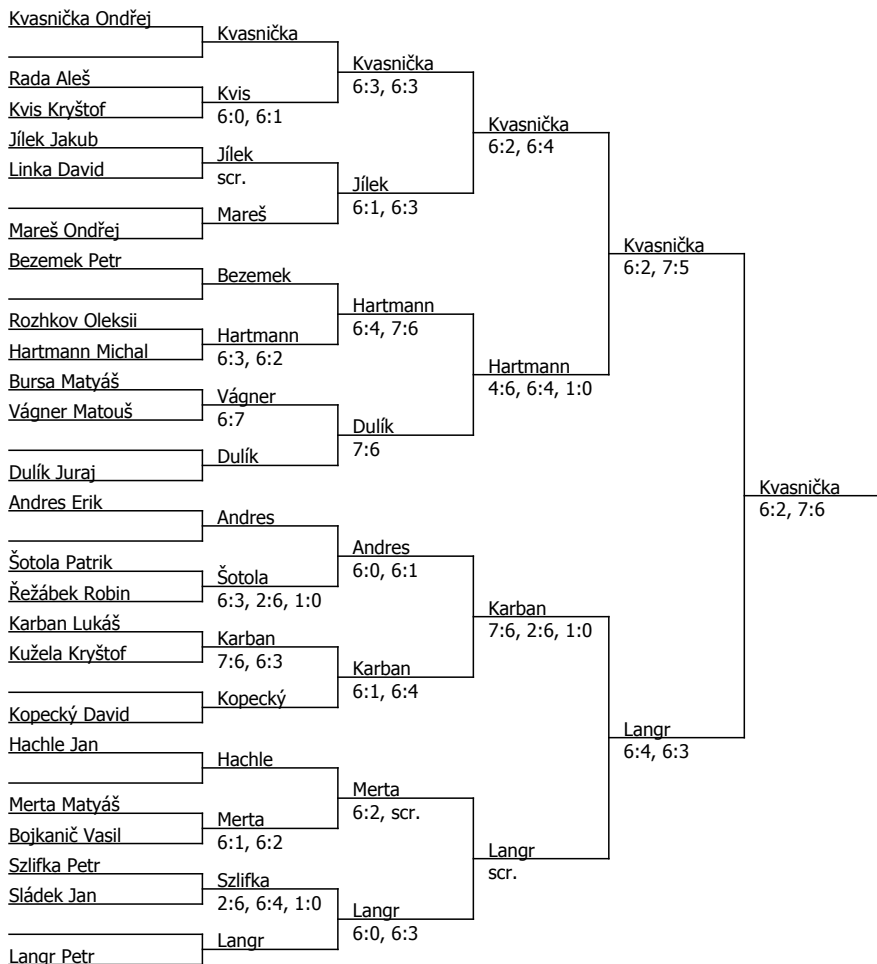 Kvasnička Ondřej
Kvasnička
Kvasnička
6:3, 6:3
Rada Aleš
Kvis
6:0, 6:1
Kvis Kryštof
Kvasnička
6:2, 6:4
Jílek Jakub
Jílek
scr.
Linka David
Jílek
6:1, 6:3
Mareš
Mareš Ondřej
Kvasnička
6:2, 7:5
Bezemek Petr
Bezemek
Hartmann
6:4, 7:6
Rozhkov Oleksii
Hartmann
6:3, 6:2
Hartmann Michal
Hartmann
4:6, 6:4, 1:0
Bursa Matyáš
Vágner
6:7
Vágner Matouš
Dulík
7:6
Dulík
Dulík Juraj
Kvasnička
6:2, 7:6
Andres Erik
Andres
Andres
6:0, 6:1
Šotola Patrik
Šotola
6:3, 2:6, 1:0
Řežábek Robin
Karban
7:6, 2:6, 1:0
Karban Lukáš
Karban
7:6, 6:3
Kužela Kryštof
Karban
6:1, 6:4
Kopecký
Kopecký David
Langr
6:4, 6:3
Hachle Jan
Hachle
Merta
6:2, scr.
Merta Matyáš
Merta
6:1, 6:2
Bojkanič Vasil
Langr
scr.
Szlifka Petr
Szlifka
2:6, 6:4, 1:0
Sládek Jan
Langr
6:0, 6:3
Langr
Langr Petr